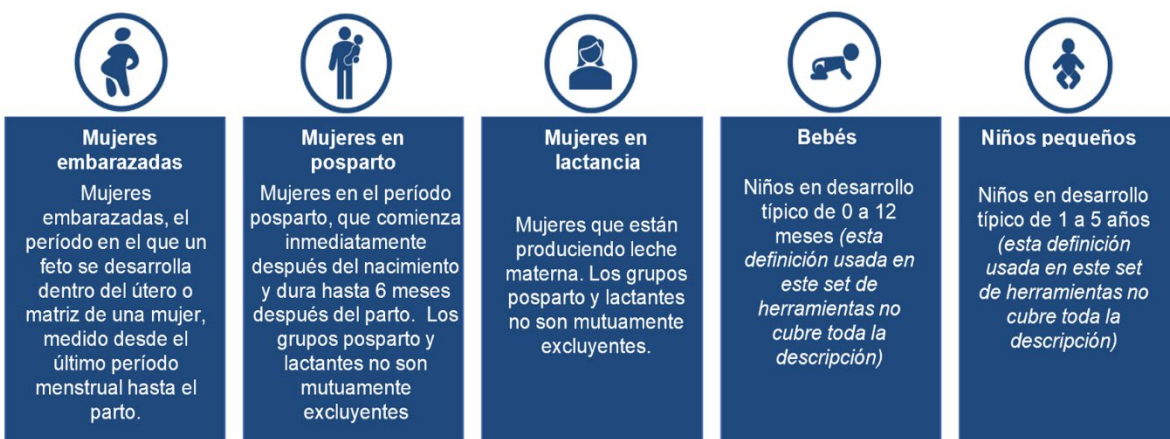 Mujeres
embarazadas
Mujeres
embarazadas, el
período en el que un
feto se desarrolla
dentro del útero o
matriz de una mujer,
medido desde el
último período
menstrual hasta el
parto.
Mujeres en
posparto
Mujeres en el período
posparto, que comienza
inmediatamente
después del nacimiento
y dura hasta 6 meses
después del parto.  Los
grupos posparto y
lactantes no son
mutuamente
excluyentes
Mujeres en
lactancia
Mujeres que están
produciendo leche
materna. Los grupos
posparto y lactantes
no son mutuamente
excluyentes.
Bebés
Niños en desarrollo
típico de 0 a 12
meses (esta
definición usada en
este set de
herramientas no
cubre toda la
descripción)
Niños pequeños
Niños en desarrollo
típico de 1 a 5 años
(esta definición
usada en este set
de herramientas no
cubre toda la
descripción)